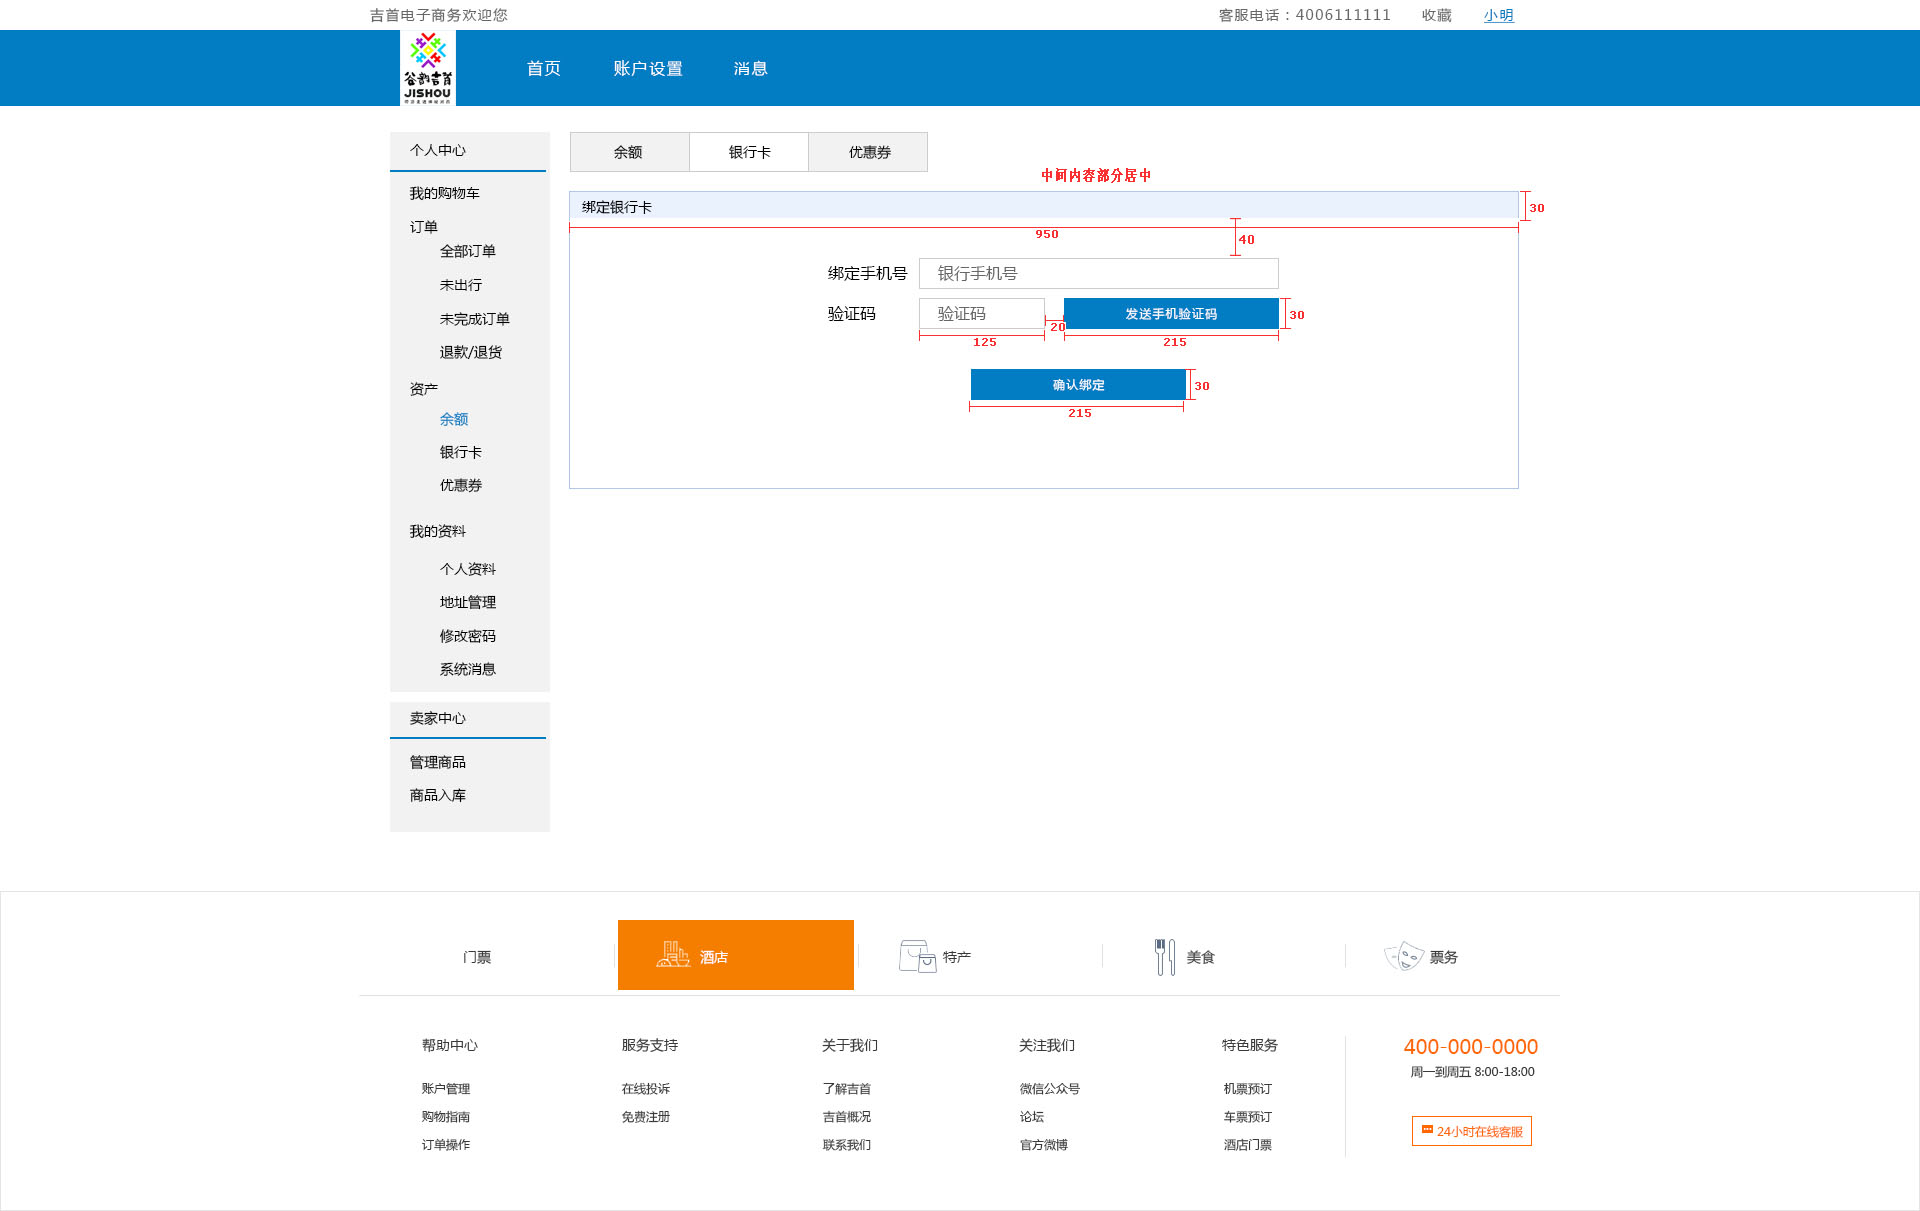 吉首电子商务欢迎您
客服电话：4006111111 收藏 小明
谷韵吉首
JISHOU
首页 账户设置 消息
个人中心
我的购物车
订单
全部订单
未出行
未完成订单
退款/退货
资产
余额
银行卡
优惠券
我的资料
个人资料
地址管理
修改密码
系统消息
卖家中心
管理商品
商品入库
余额 银行卡 优惠券
中间内容部分居中
绑定银行卡
30
950
40
绑定手机号 银行手机号
验证码 验证码 发送手机验证码
20
30
125
215
确认绑定
30
215
门票 酒店 特产 美食 票务
帮助中心
账户管理
购物指南
订单操作
服务支持
在线投诉
免费注册
关于我们
了解吉首
吉首概况
联系我们
关注我们
微信公众号
论坛
官方微博
特色服务
机票预订
车票预订
酒店门票
400-000-0000
周一到周五 8:00-18:00
24小时在线客服